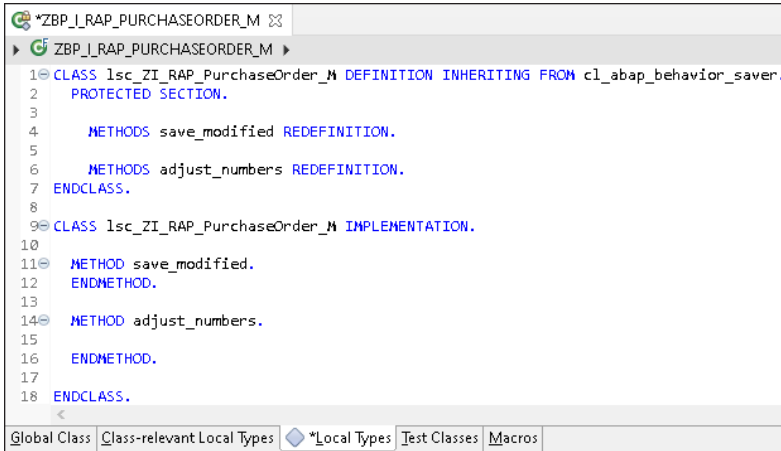 *ZBP_I_RAP_PURCHASEORDER_M
ZBP_I_RAP_PURCHASEORDER_M
1 CLASS lsc_ZI_RAP_PurchaseOrder_M DEFINITION INHERITING FROM cl_abap_behavior_saver.
2 PROTECTED SECTION.
3
4 METHODS save_modified REDEFINITION.
5
6 METHODS adjust_numbers REDEFINITION.
7 ENDCLASS.
8
9 CLASS lsc_ZI_RAP_PurchaseOrder_M IMPLEMENTATION.
10
11 METHOD save_modified.
12 ENDMETHOD.
13
14 METHOD adjust_numbers.
15
16 ENDMETHOD.
17
18 ENDCLASS.
Global Class Class-relevant Local Types *Local Types Test Classes Macros